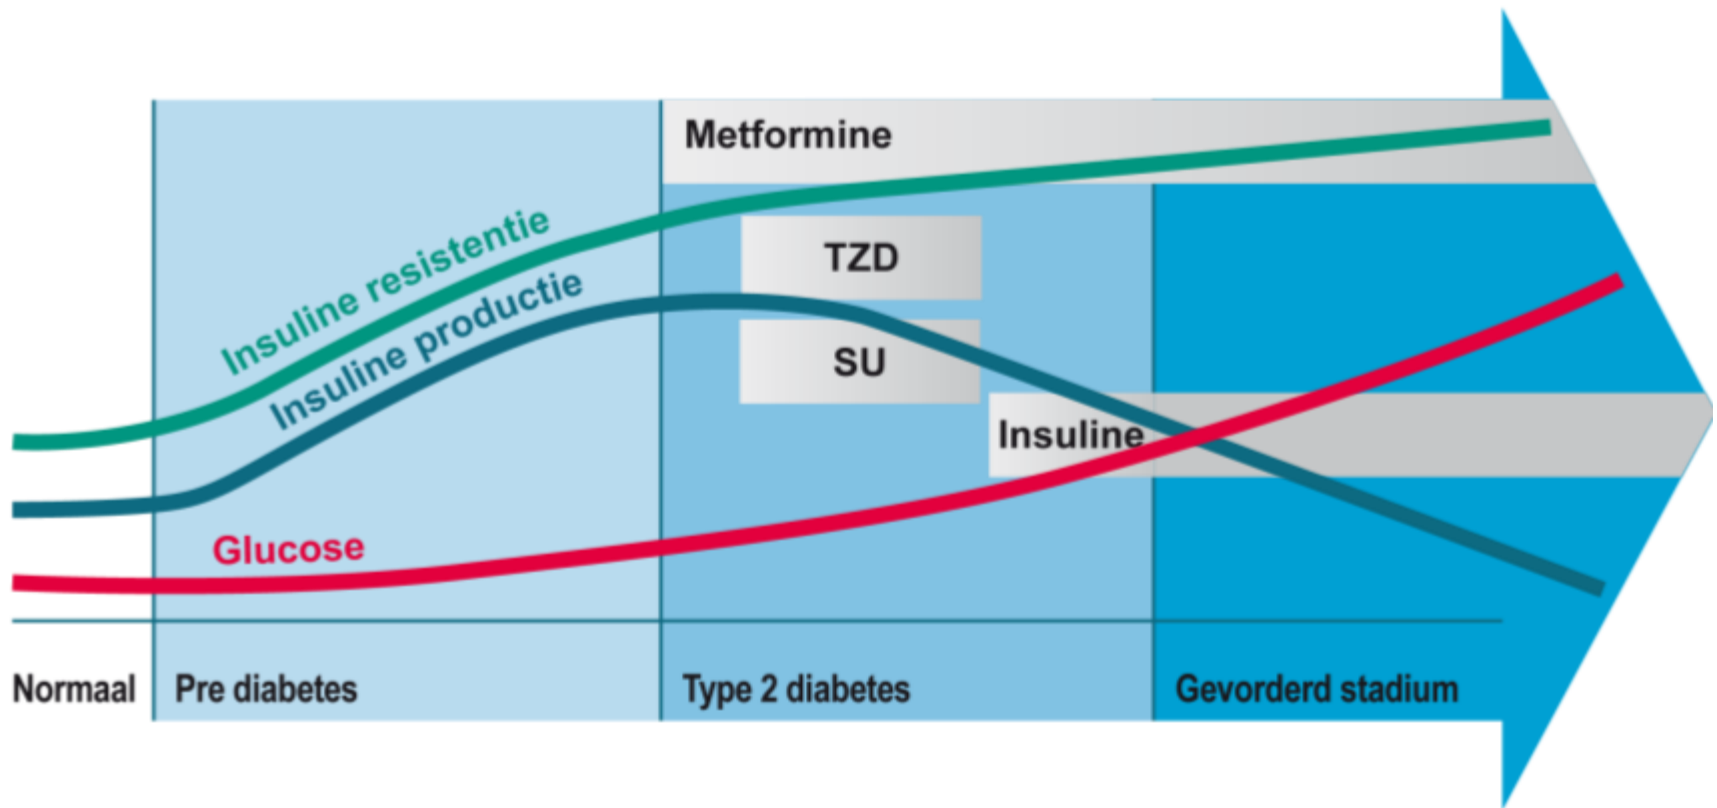 Metformine
Insuline resistentie
TZD
Insuline productie
SU
Insuline
Glucose
Normaal
Pre diabetes
Type 2 diabetes
Gevorderd stadium